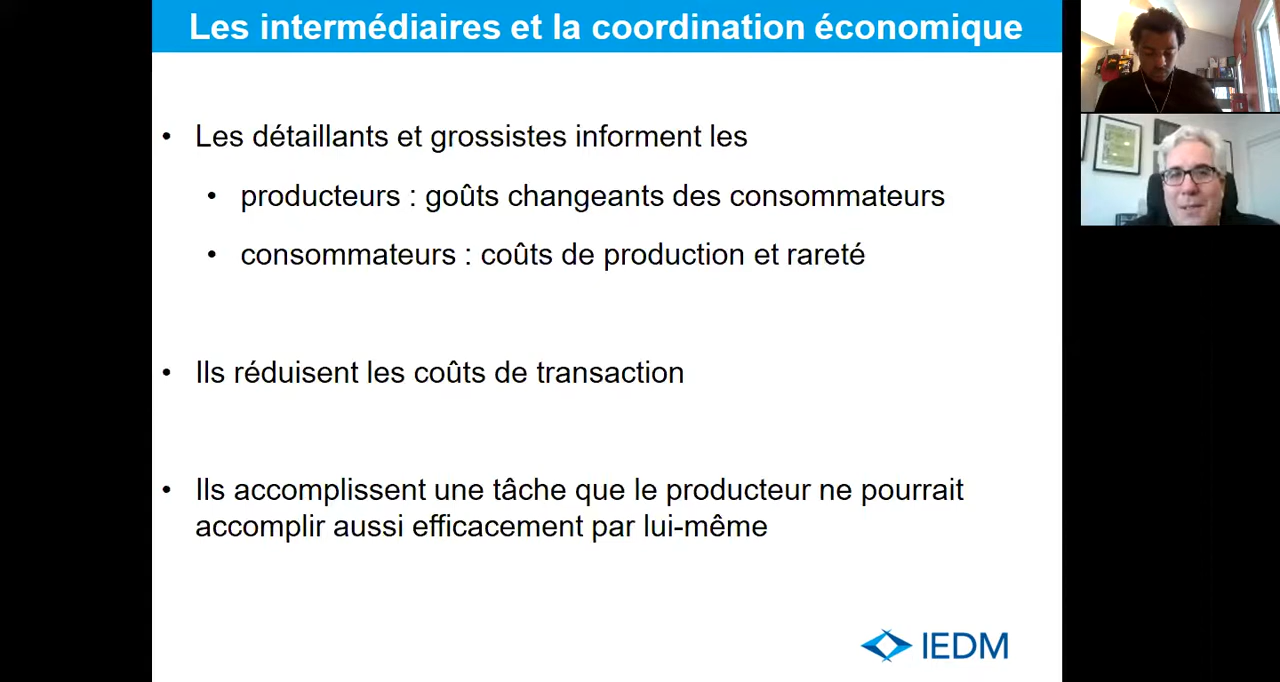 Les intermédiaires et la coordination économique
• Les détaillants et grossistes informent les
• producteurs : goûts changeants des consommateurs
• consommateurs : coûts de production et rareté
• Ils réduisent les coûts de transaction
• Ils accomplissent une tâche que le producteur ne pourrait
accomplir aussi efficacement par lui-même
IEDM